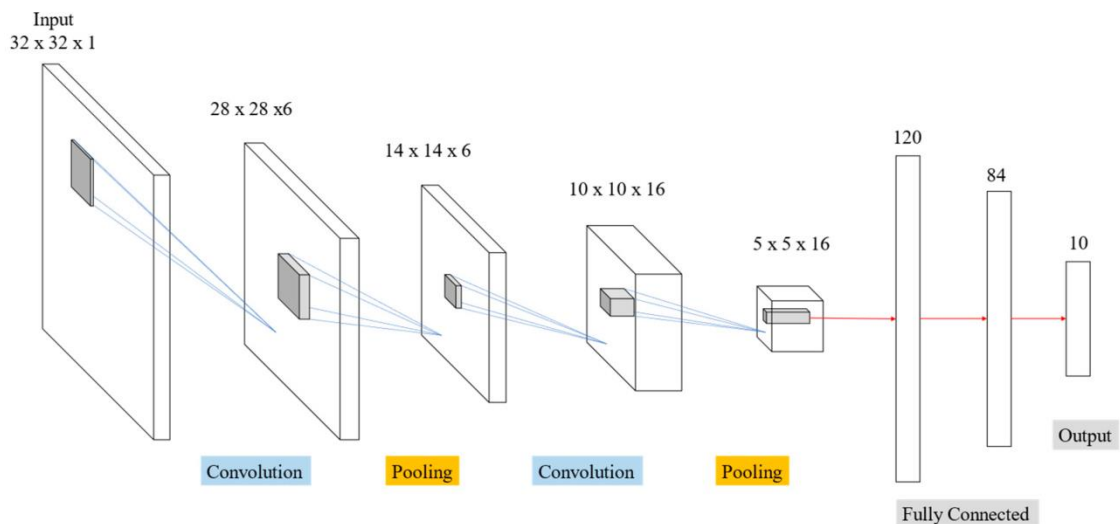 Input
32 x 32 x 1
28 x 28 x6
14 x 14 x 6
10 x 10 x 16
5 x 5 x 16
120
84
10
Convolution
Pooling
Convolution
Pooling
Fully Connected
Output